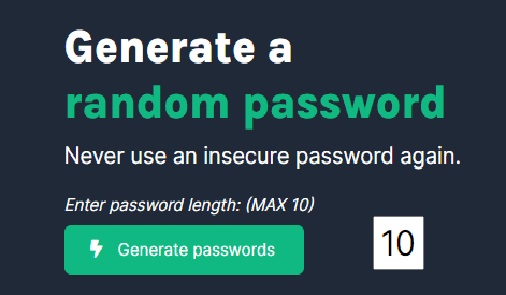 Generate a
random password
Never use an insecure password again.
Enter password length: (MAX 10)
Generate passwords
10